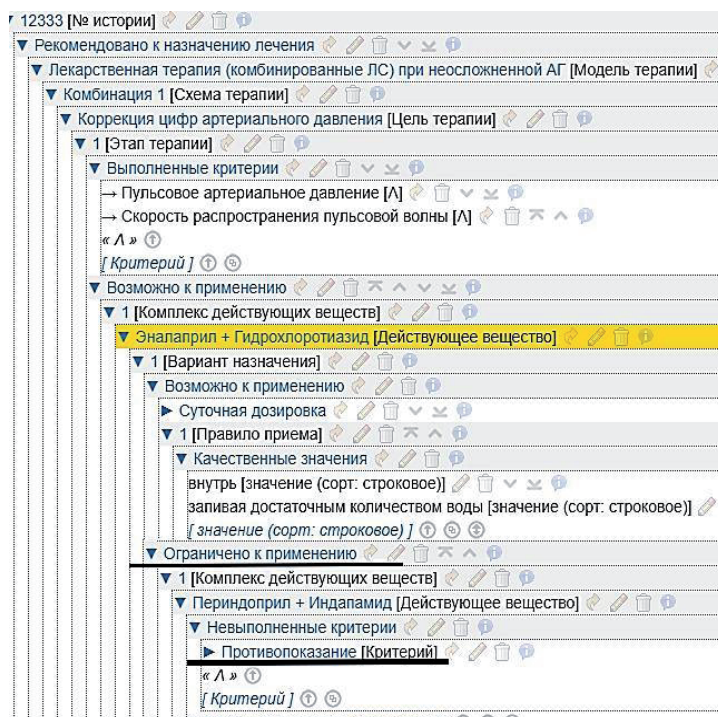 12333 [№ истории]
Рекомендовано к назначению лечения
Лекарственная терапия (комбинированные ЛС) при неосложненной АГ [Модель терапии]
Комбинация 1 [Схема терапии]
Коррекция цифр артериального давления [Цель терапии]
1 [Этап терапии]
Выполненные критерии
→ Пульсовое артериальное давление [Λ]
→ Скорость распространения пульсовой волны [Λ]
« Λ »
[ Критерий ]
Возможно к применению
1 [Комплекс действующих веществ]
Эналаприл + Гидрохлоротиазид [Действующее вещество]
1 [Вариант назначения]
Возможно к применению
Суточная дозировка
1 [Правило приема]
Качественные значения
внутрь [значение (сорт: строковое)]
запивая достаточным количеством воды [значение (сорт: строковое)]
[ значение (сорт: строковое) ]
Ограничено к применению
1 [Комплекс действующих веществ]
Периндоприл + Индапамид [Действующее вещество]
Невыполненные критерии
Противопоказание [Критерий]
« Λ »
[ Критерий ]